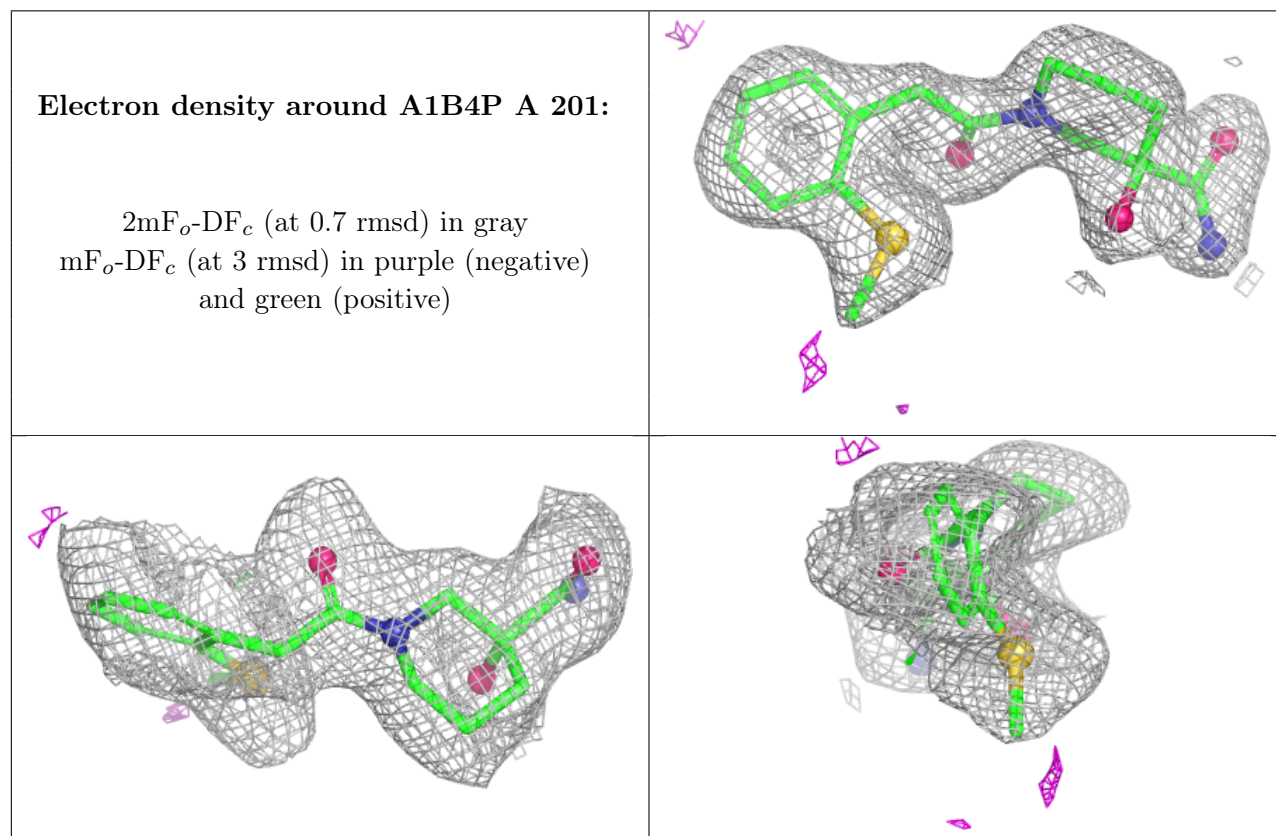 Electron density around A1B4P A 201:
2mFo-DFc (at 0.7 rmsd) in gray
mFo-DFc (at 3 rmsd) in purple (negative)
and green (positive)